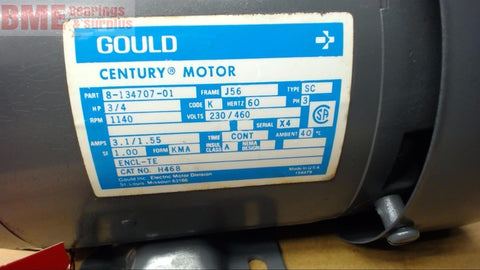 BME Bearings & surplus
GOULD
CENTURY® MOTOR
PART 8-134707-01 FRAME J56 TYPE SC
HP 3/4 CODE K HERTZ 60 PH 3
RPM 1140 VOLTS 230/460
SERIAL X4
AMPS 3.1/1.55 TIME CONT AMBIENT 40 °C
SF 1.00 FORM KMA INSUL CLASS A NEMA DESIGN
ENCL-TE
CAT NO. H468
Gould Inc. Electric Motor Division Made in U.S.A.
St. Louis, Missouri 63166